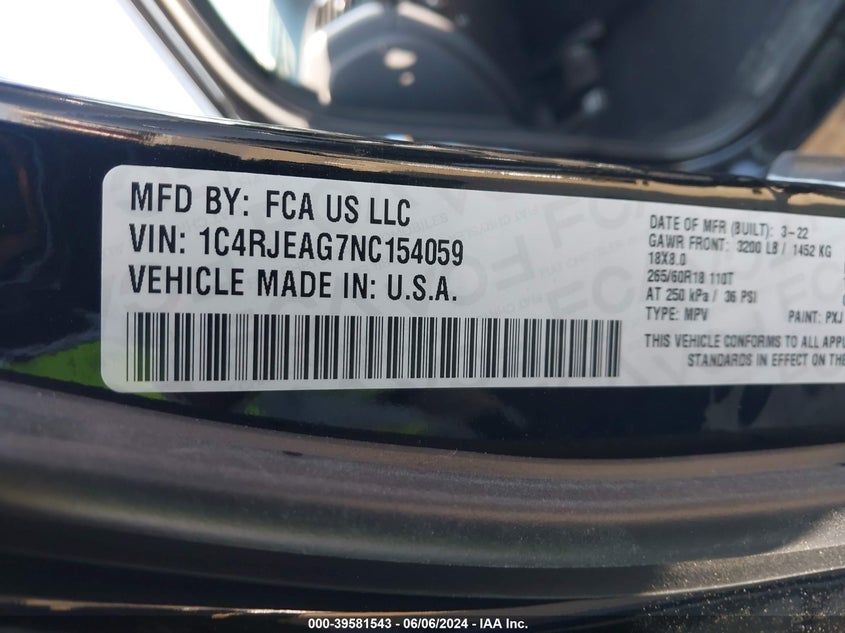 MFD BY: FCA US LLC
VIN: 1C4RJEAG7NC154059
VEHICLE MADE IN: U.S.A.
DATE OF MFR (BUILT): 3-22
GAWR FRONT: 3200 LB / 1452 KG
18X8.0
265/60R18 110T
AT 250 kPa / 36 PSI
TYPE: MPV PAINT: PXJ
THIS VEHICLE CONFORMS TO ALL APPL
STANDARDS IN EFFECT ON THE
000-39581543 - 06/06/2024 - IAA Inc.